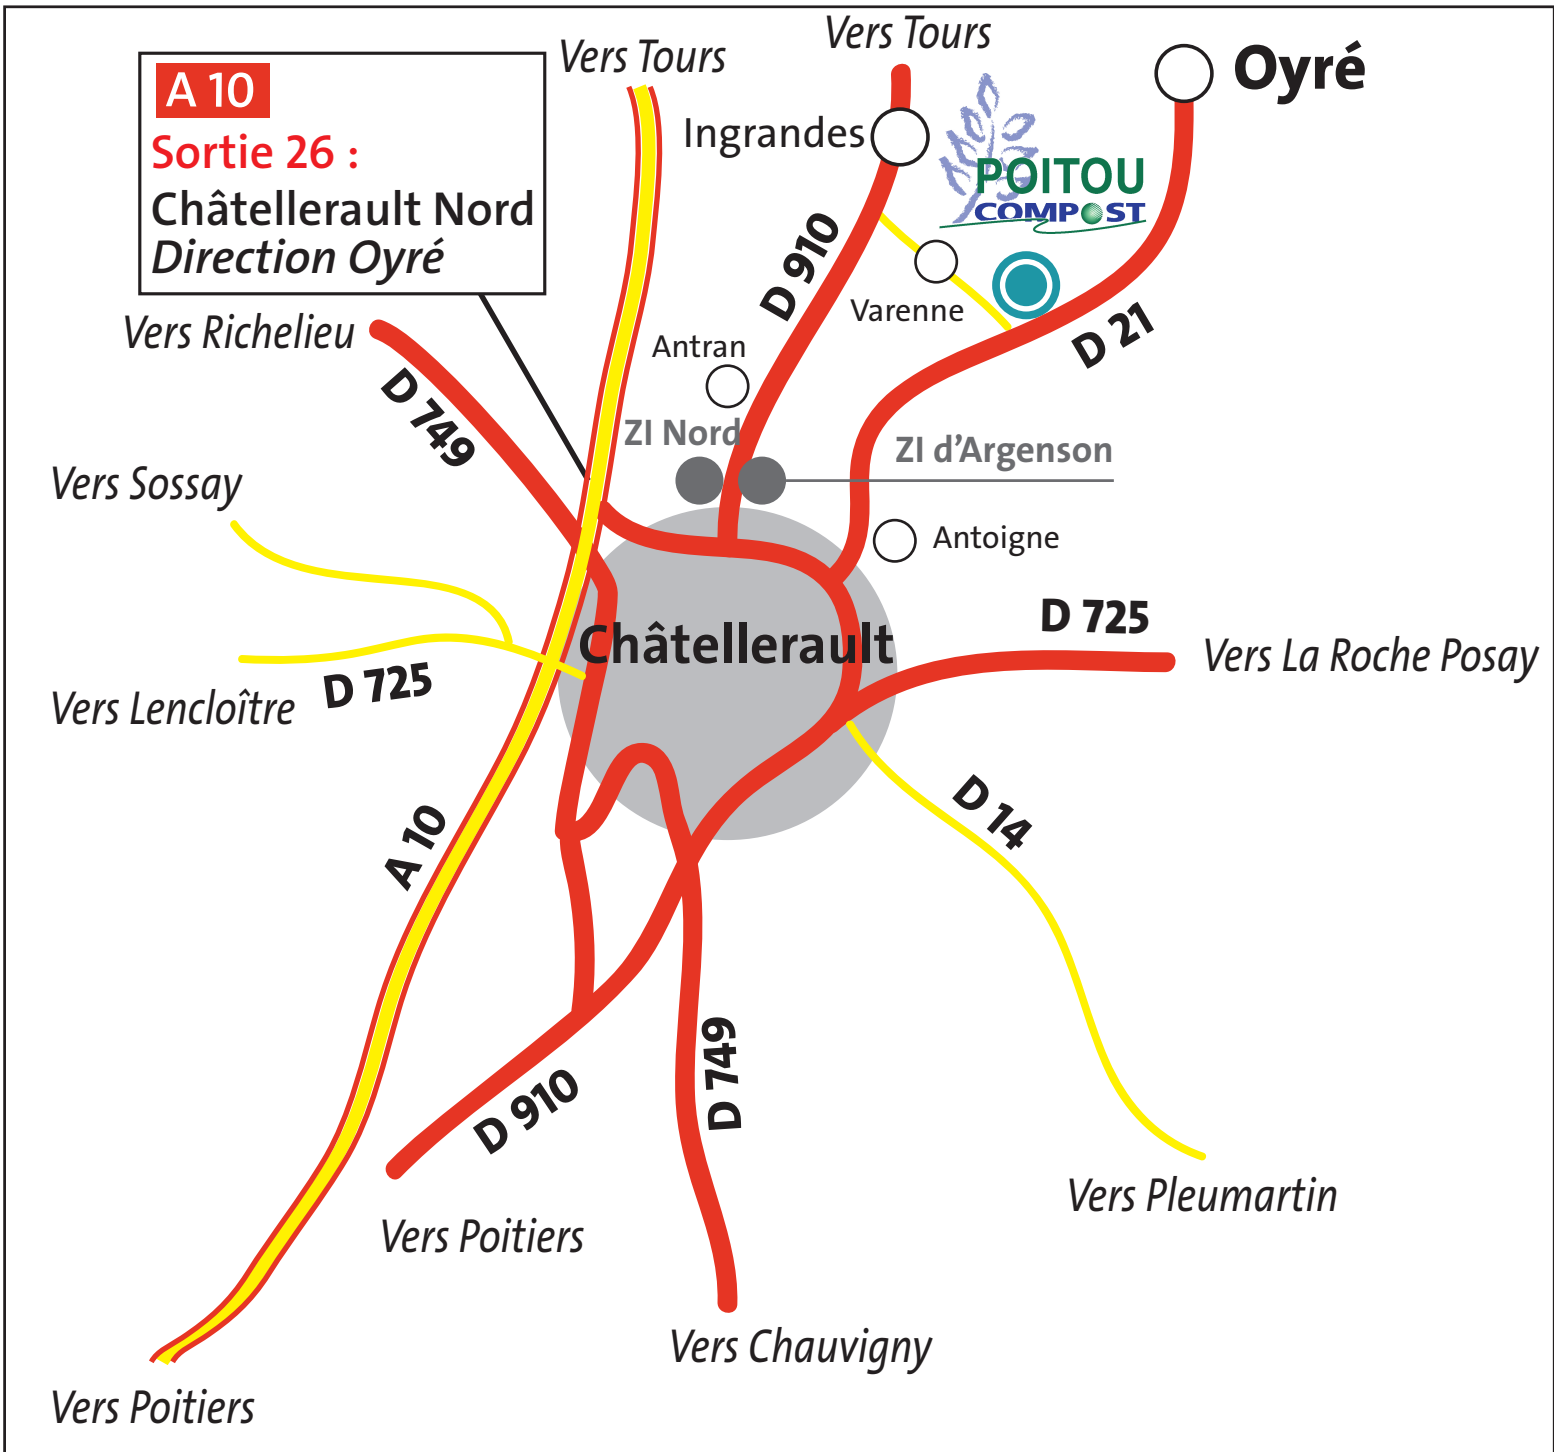 Vers Tours
Vers Tours
Oyré
A 10
Sortie 26 :
Châtellerault Nord
Direction Oyré
Ingrandes
POITOU
COMPOST
D 910
Varenne
D 21
Vers Richelieu
Antran
D 749
ZI Nord
ZI d'Argenson
Vers Sossay
Antoigne
D 725
Châtellerault
Vers La Roche Posay
D 725
Vers Lencloître
D 14
A 10
D 749
D 910
Vers Pleumartin
Vers Poitiers
Vers Chauvigny
Vers Poitiers